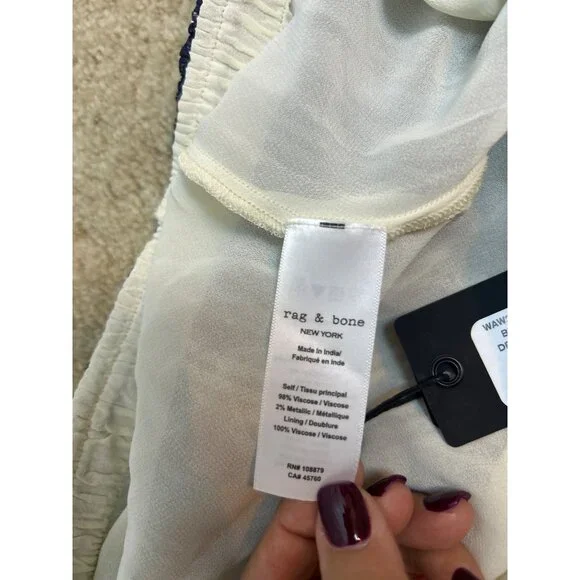 rag & bone
NEW YORK
Made in India/
Fabriqué en Inde
Self / Tissu principal
98% Viscose / Viscose
2% Metallic / Métallique
Lining / Doublure
100% Viscose / Viscose
RN# 108879
CA# 45760